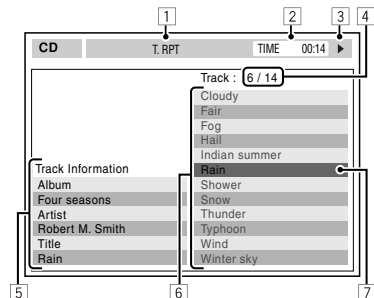 1 2 3 4
CD T. RPT TIME 00:14
Track : 6 / 14
Cloudy
Fair
Fog
Hail
Indian summer
Track Information Rain
Album Shower
Four seasons Snow
Artist Thunder
Robert M. Smith Typhoon
Title Wind
Rain Winter sky
5 6 7